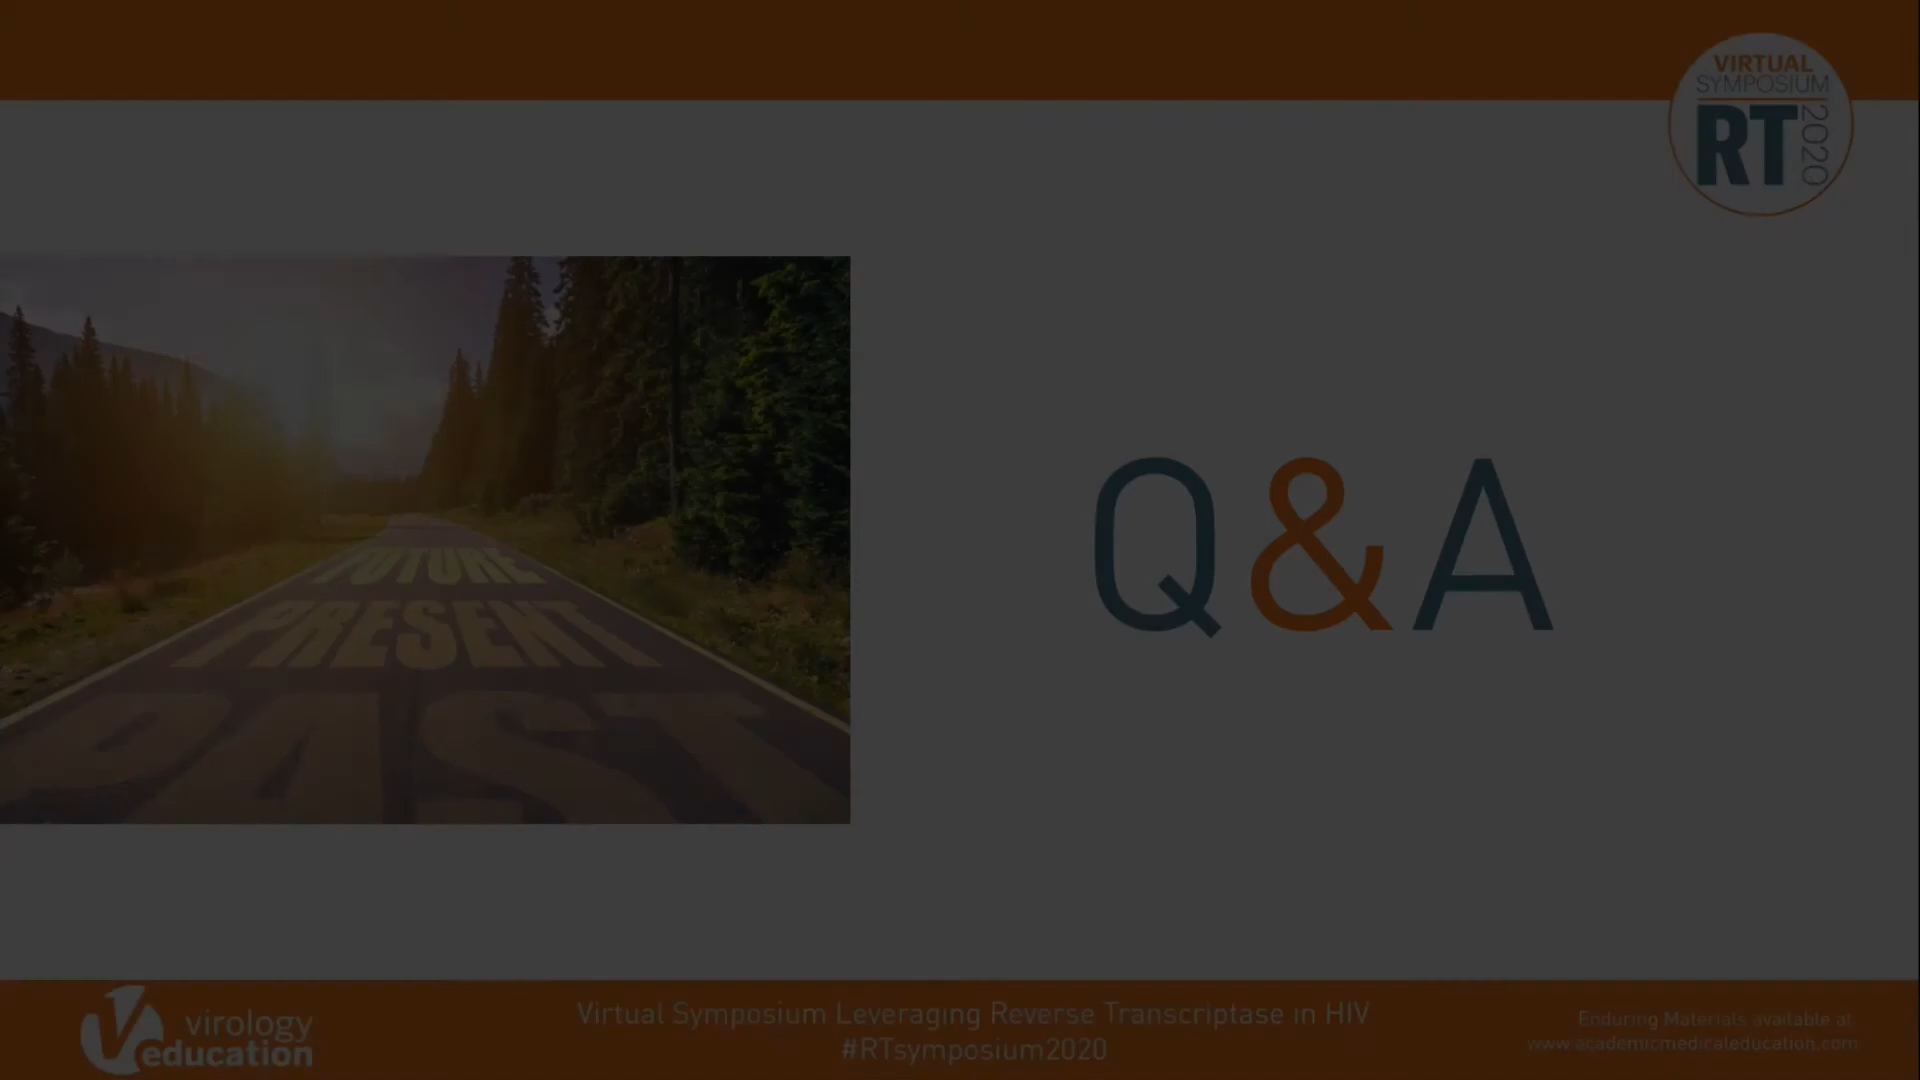 VIRTUAL
SYMPOSIUM
RT 2020
FUTURE
PRESENT
PAST
Q&A
virology
education
Virtual Symposium Leveraging Reverse Transcriptase in HIV
#RTsymposium2020
Enduring Materials available at
www.academicmedicaleducation.com